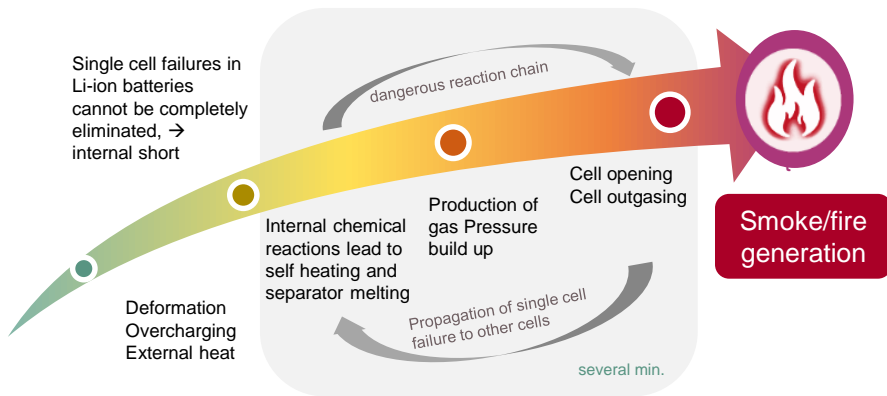 Single cell failures in
Li-ion batteries
cannot be completely
eliminated, →
internal short
dangerous reaction chain
Cell opening
Cell outgasing
Production of
gas Pressure
build up
Internal chemical
reactions lead to
self heating and
separator melting
Smoke/fire
generation
Deformation
Overcharging
External heat
Propagation of single cell
failure to other cells
several min.